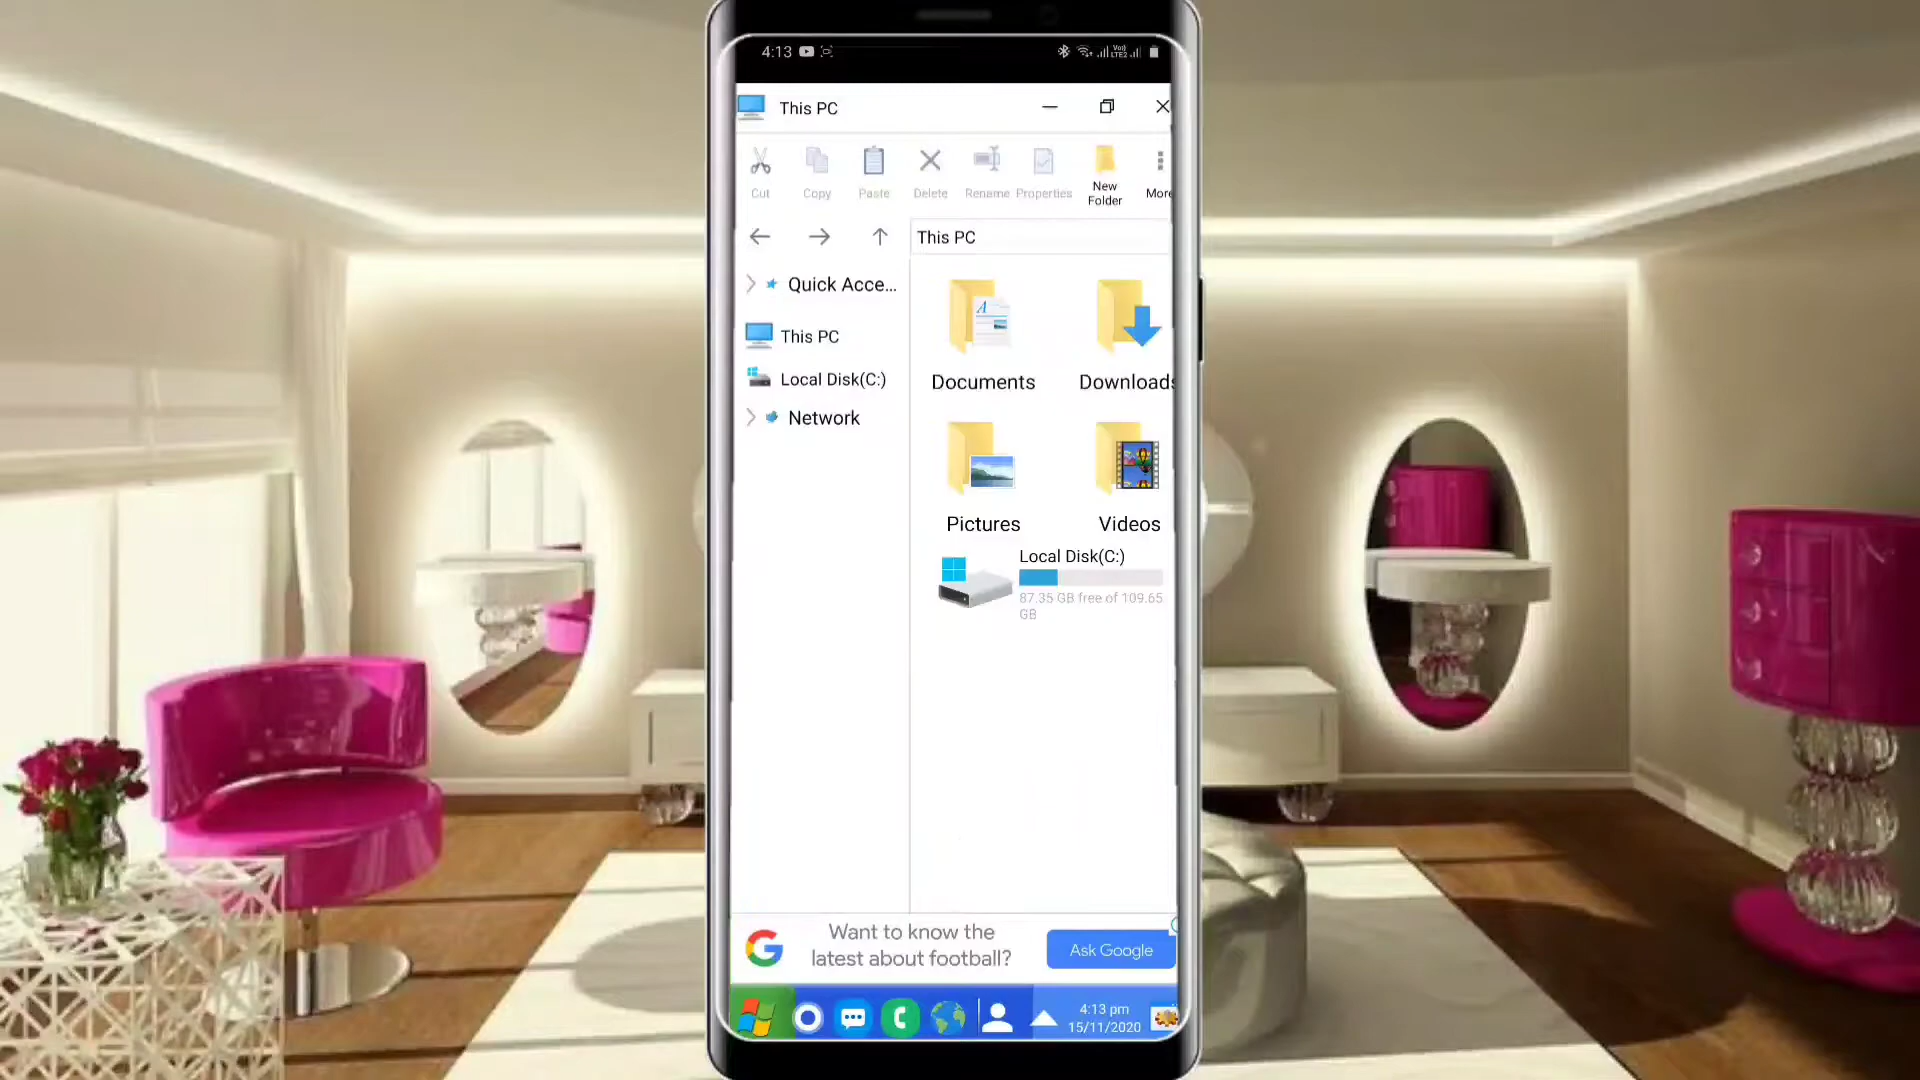 4:13
This PC
Cut
Copy
Paste
Delete
Rename
Properties
New
Folder
More
This PC
Quick Acce...
This PC
Local Disk(C:)
Network
Documents
Downloads
Pictures
Videos
Local Disk(C:)
87.35 GB free of 109.65
GB
Want to know the
latest about football?
Ask Google
4:13 pm
15/11/2020